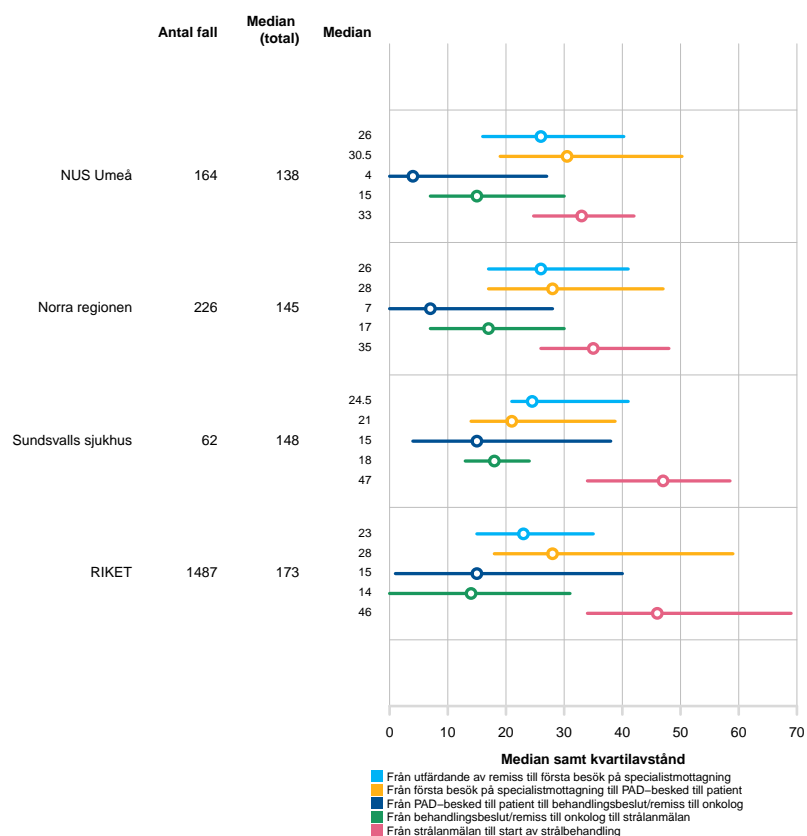 Antal fall
Median
(total)
Median
26
30.5
NUS Umeå 164 138 4
15
33
26
28
Norra regionen 226 145 7
17
35
24.5
21
Sundsvalls sjukhus 62 148 15
18
47
23
28
RIKET 1487 173 15
14
46
0 10 20 30 40 50 60 70
Median samt kvartilavstånd
Från utfärdande av remiss till första besök på specialistmottagning
Från första besök på specialistmottagning till PAD−besked till patient
Från PAD−besked till patient till behandlingsbeslut/remiss till onkolog
Från behandlingsbeslut/remiss till onkolog till strålanmälan
Från strålanmälan till start av strålbehandling